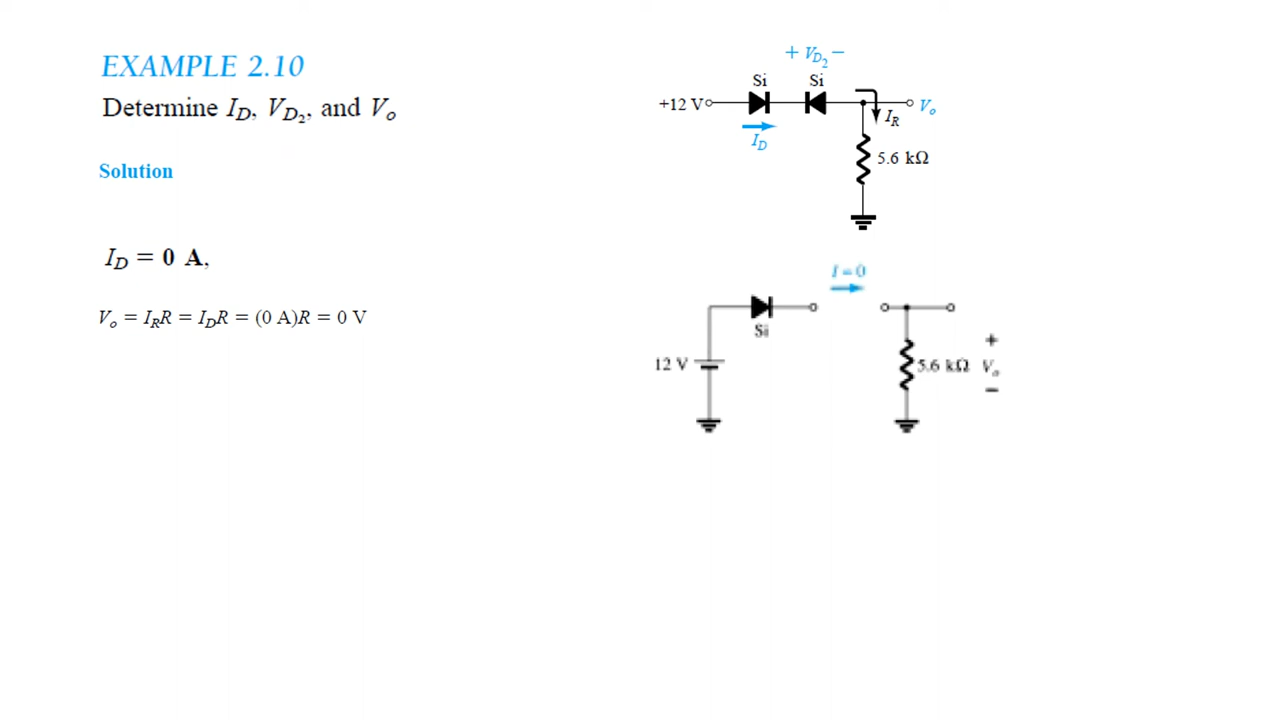 EXAMPLE 2.10
Determine I_D, V_D₂, and V_o
Solution
I_D = 0 A,
V_o = I_R R = I_D R = (0 A)R = 0 V
+ V_D₂ −
Si Si
+12 V V_o
I_D I_R
5.6 kΩ
I = 0
Si
12 V 5.6 kΩ V_o
+
−